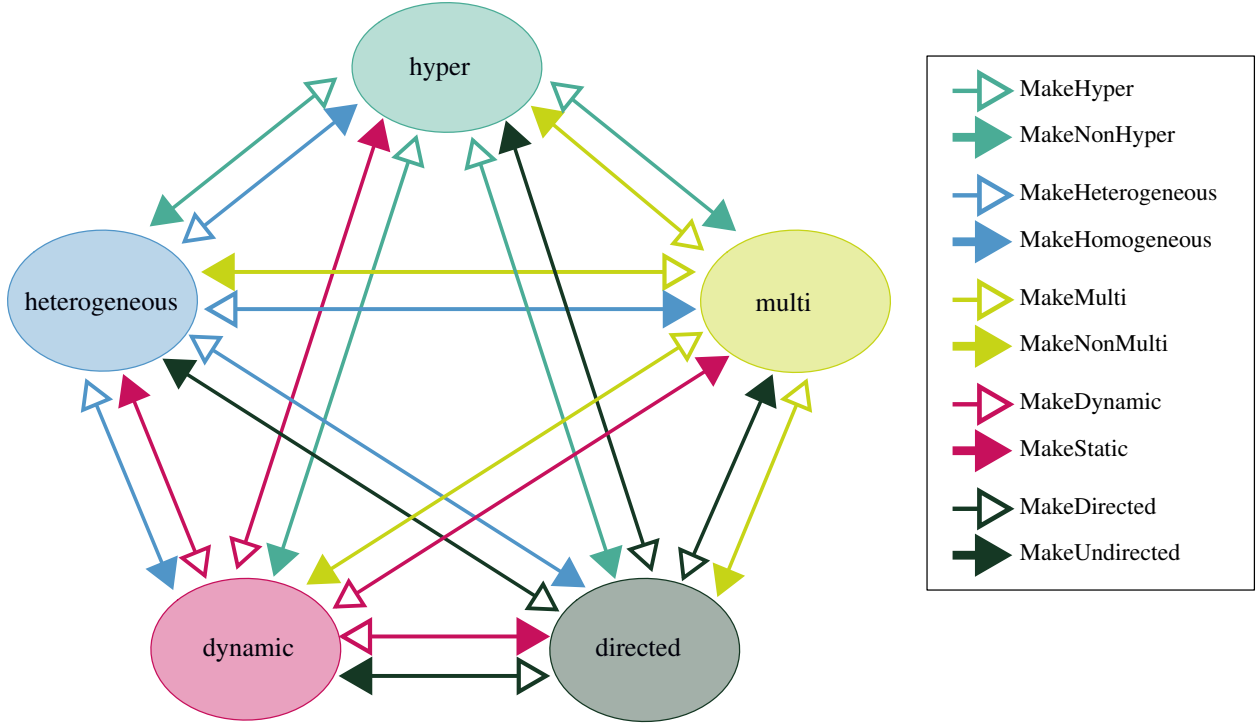 hyper
heterogeneous
multi
dynamic
directed
MakeHyper
MakeNonHyper
MakeHeterogeneous
MakeHomogeneous
MakeMulti
MakeNonMulti
MakeDynamic
MakeStatic
MakeDirected
MakeUndirected